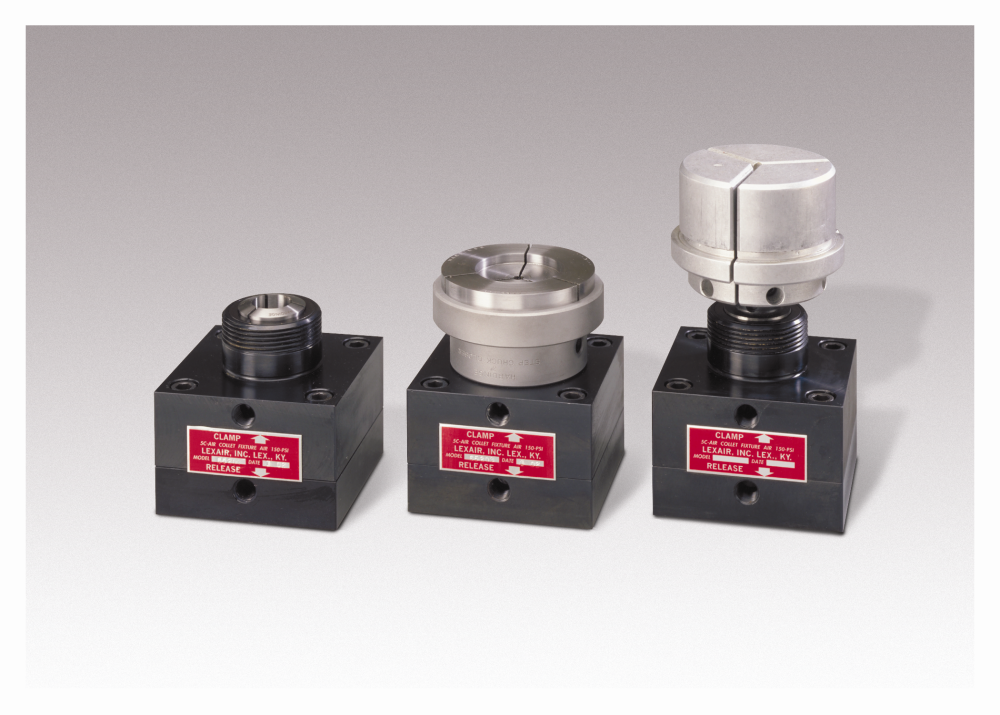 CLAMP
5C-AIR COLLET FIXTURE AIR 150-PSI
LEXAIR, INC. LEX., KY.
MODEL DATE
RELEASE
CLAMP
5C-AIR COLLET FIXTURE AIR 150-PSI
LEXAIR, INC. LEX., KY.
MODEL DATE
RELEASE
CLAMP
5C-AIR COLLET FIXTURE AIR 150-PSI
LEXAIR, INC. LEX., KY.
MODEL DATE
RELEASE